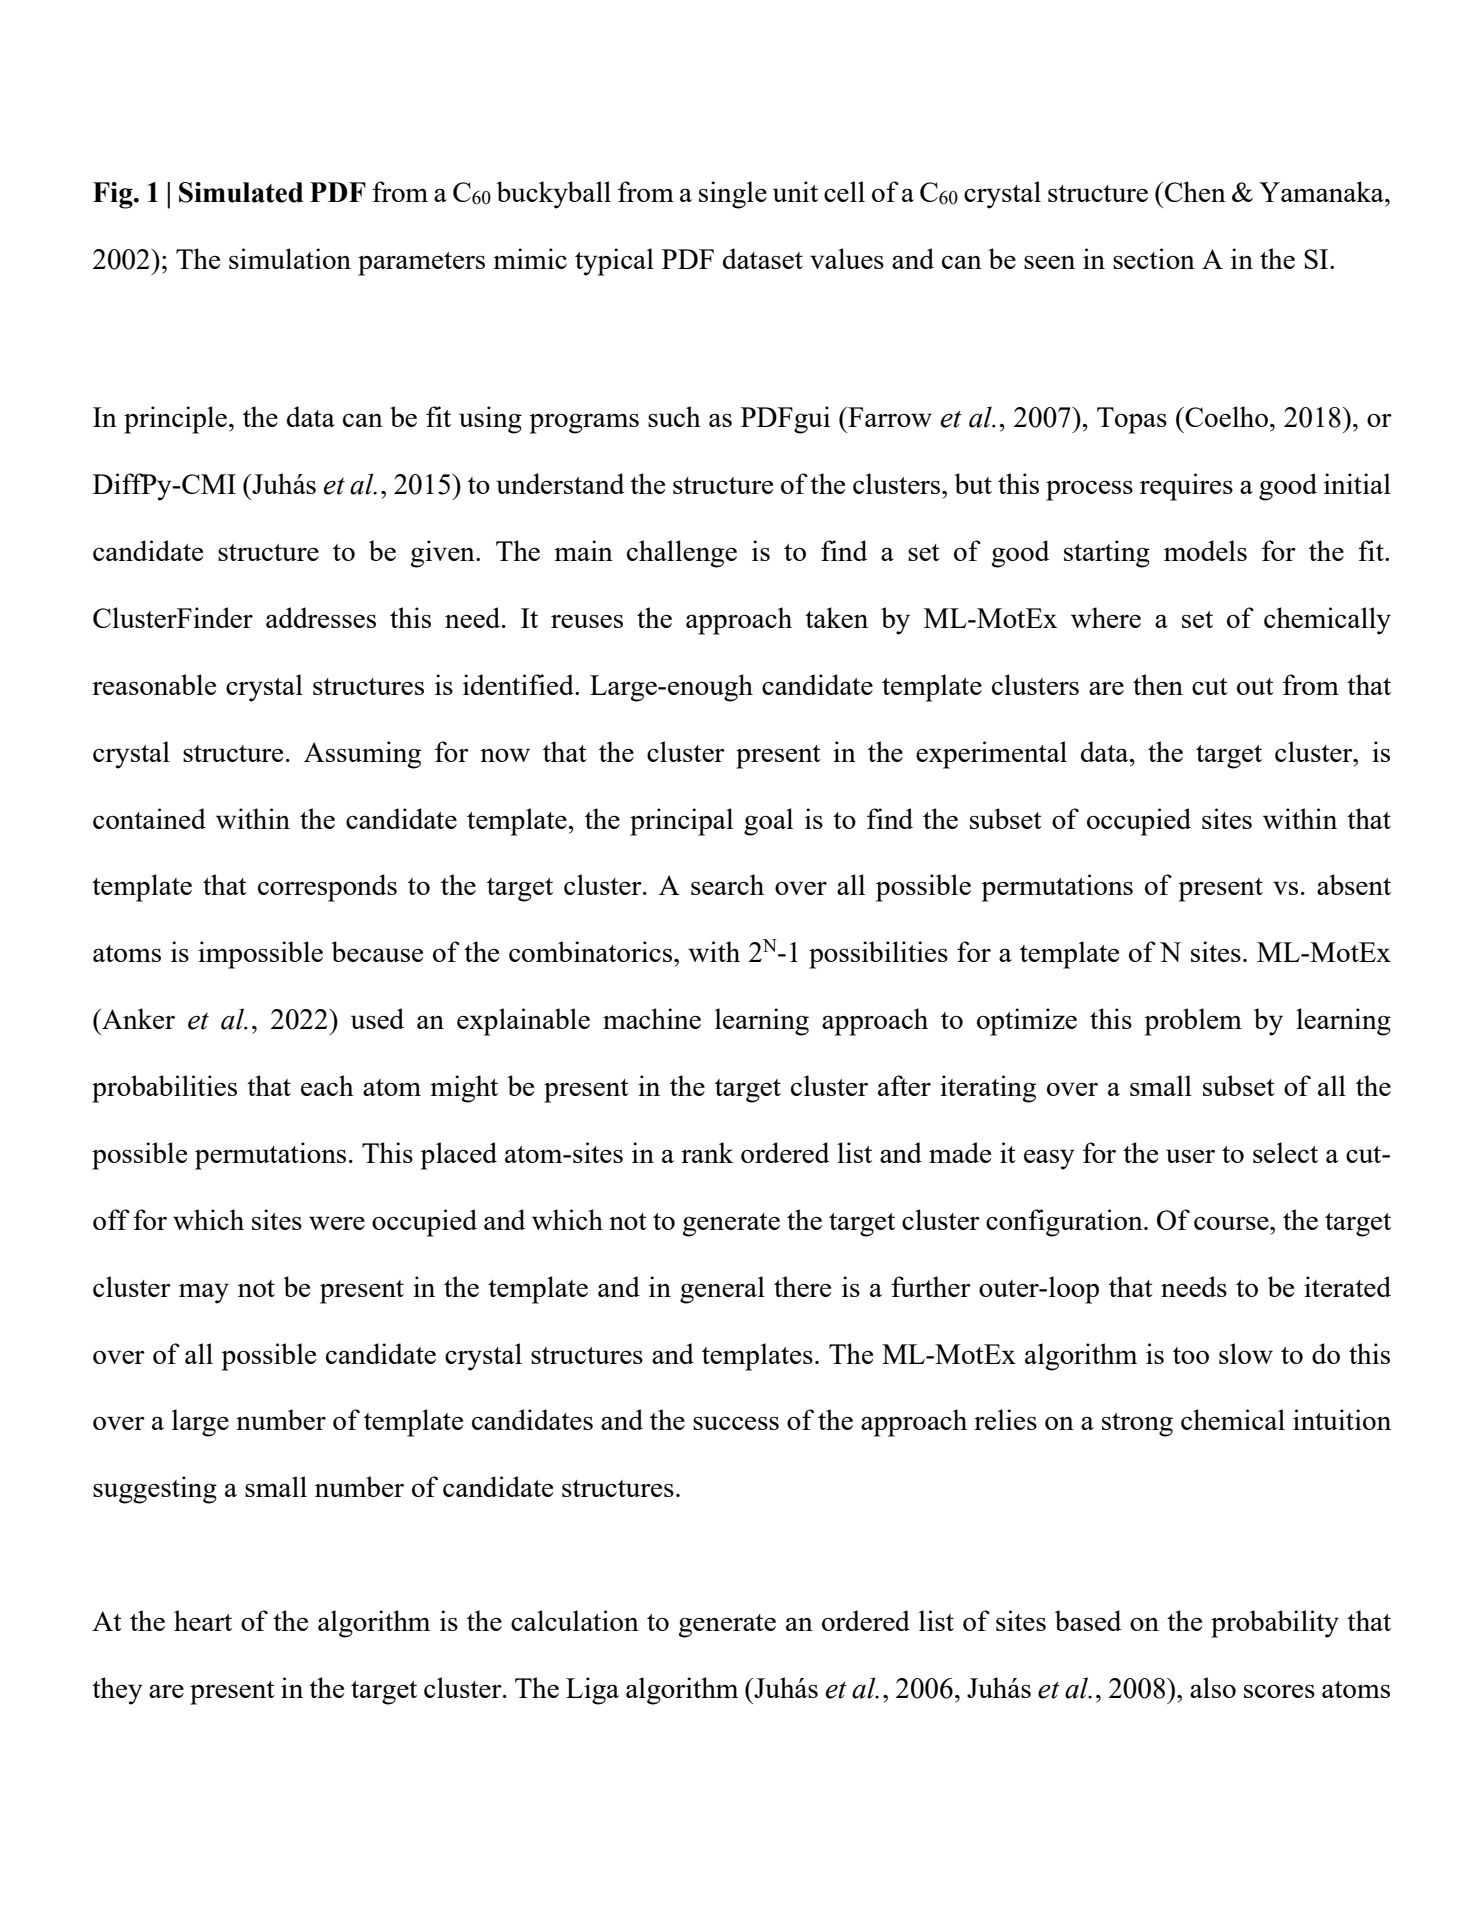 Fig. 1 | Simulated PDF from a C₆₀ buckyball from a single unit cell of a C₆₀ crystal structure (Chen & Yamanaka,
2002); The simulation parameters mimic typical PDF dataset values and can be seen in section A in the SI.
In principle, the data can be fit using programs such as PDFgui (Farrow et al., 2007), Topas (Coelho, 2018), or
DiffPy-CMI (Juhás et al., 2015) to understand the structure of the clusters, but this process requires a good initial
candidate structure to be given. The main challenge is to find a set of good starting models for the fit.
ClusterFinder addresses this need. It reuses the approach taken by ML-MotEx where a set of chemically
reasonable crystal structures is identified. Large-enough candidate template clusters are then cut out from that
crystal structure. Assuming for now that the cluster present in the experimental data, the target cluster, is
contained within the candidate template, the principal goal is to find the subset of occupied sites within that
template that corresponds to the target cluster. A search over all possible permutations of present vs. absent
atoms is impossible because of the combinatorics, with 2ᴺ-1 possibilities for a template of N sites. ML-MotEx
(Anker et al., 2022) used an explainable machine learning approach to optimize this problem by learning
probabilities that each atom might be present in the target cluster after iterating over a small subset of all the
possible permutations. This placed atom-sites in a rank ordered list and made it easy for the user to select a cut-
off for which sites were occupied and which not to generate the target cluster configuration. Of course, the target
cluster may not be present in the template and in general there is a further outer-loop that needs to be iterated
over of all possible candidate crystal structures and templates. The ML-MotEx algorithm is too slow to do this
over a large number of template candidates and the success of the approach relies on a strong chemical intuition
suggesting a small number of candidate structures.
At the heart of the algorithm is the calculation to generate an ordered list of sites based on the probability that
they are present in the target cluster. The Liga algorithm (Juhás et al., 2006, Juhás et al., 2008), also scores atoms